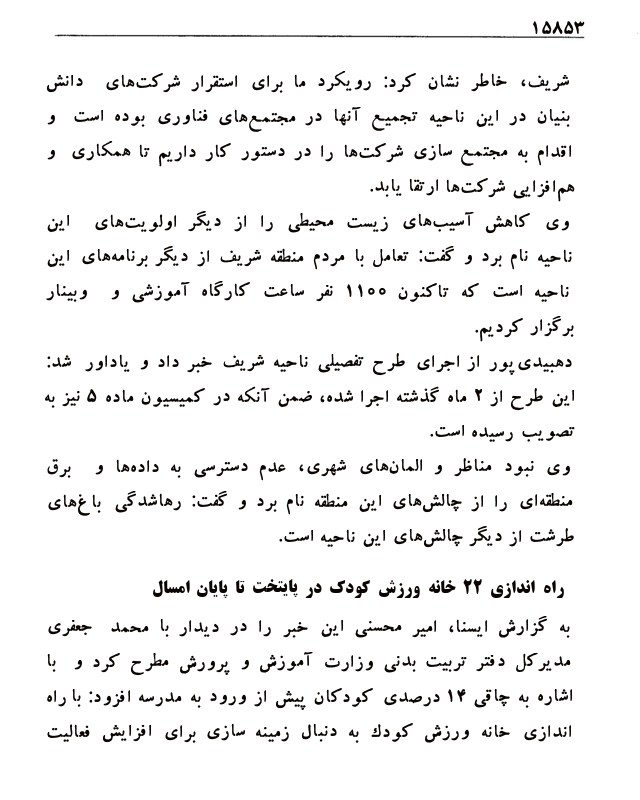 ۱۵۸۵۳
شریف، خاطر نشان کرد: رویکرد ما برای استقرار شرکت‌های دانش
بنیان در این ناحیه تجمیع آنها در مجتمع‌های فناوری بوده است و
اقدام به مجتمع سازی شرکت‌ها را در دستور کار داریم تا همکاری و
هم‌افزایی شرکت‌ها ارتقا یابد.
وی کاهش آسیب‌های زیست محیطی را از دیگر اولویت‌های این
ناحیه نام برد و گفت: تعامل با مردم منطقه شریف از دیگر برنامه‌های این
ناحیه است که تاکنون ۱۱۰۰ نفر ساعت کارگاه آموزشی و وبینار
برگزار کردیم.
دهبیدی‌پور از اجرای طرح تفصیلی ناحیه شریف خبر داد و یاداور شد:
این طرح از ۲ ماه گذشته اجرا شده، ضمن آنکه در کمیسیون ماده ۵ نیز به
تصویب رسیده است.
وی نبود مناظر و المان‌های شهری، عدم دسترسی به داده‌ها و برق
منطقه‌ای را از چالش‌های این منطقه نام برد و گفت: رهاشدگی باغ‌های
طرشت از دیگر چالش‌های این ناحیه است.
راه اندازی ۲۲ خانه ورزش کودک در پایتخت تا پایان امسال
به گزارش ایسنا، امیر محسنی این خبر را در دیدار با محمد جعفری
مدیرکل دفتر تربیت بدنی وزارت آموزش و پرورش مطرح کرد و با
اشاره به چاقی ۱۴ درصدی کودکان پیش از ورود به مدرسه افزود: با راه
اندازی خانه ورزش کودك به دنبال زمینه سازی برای افزایش فعالیت